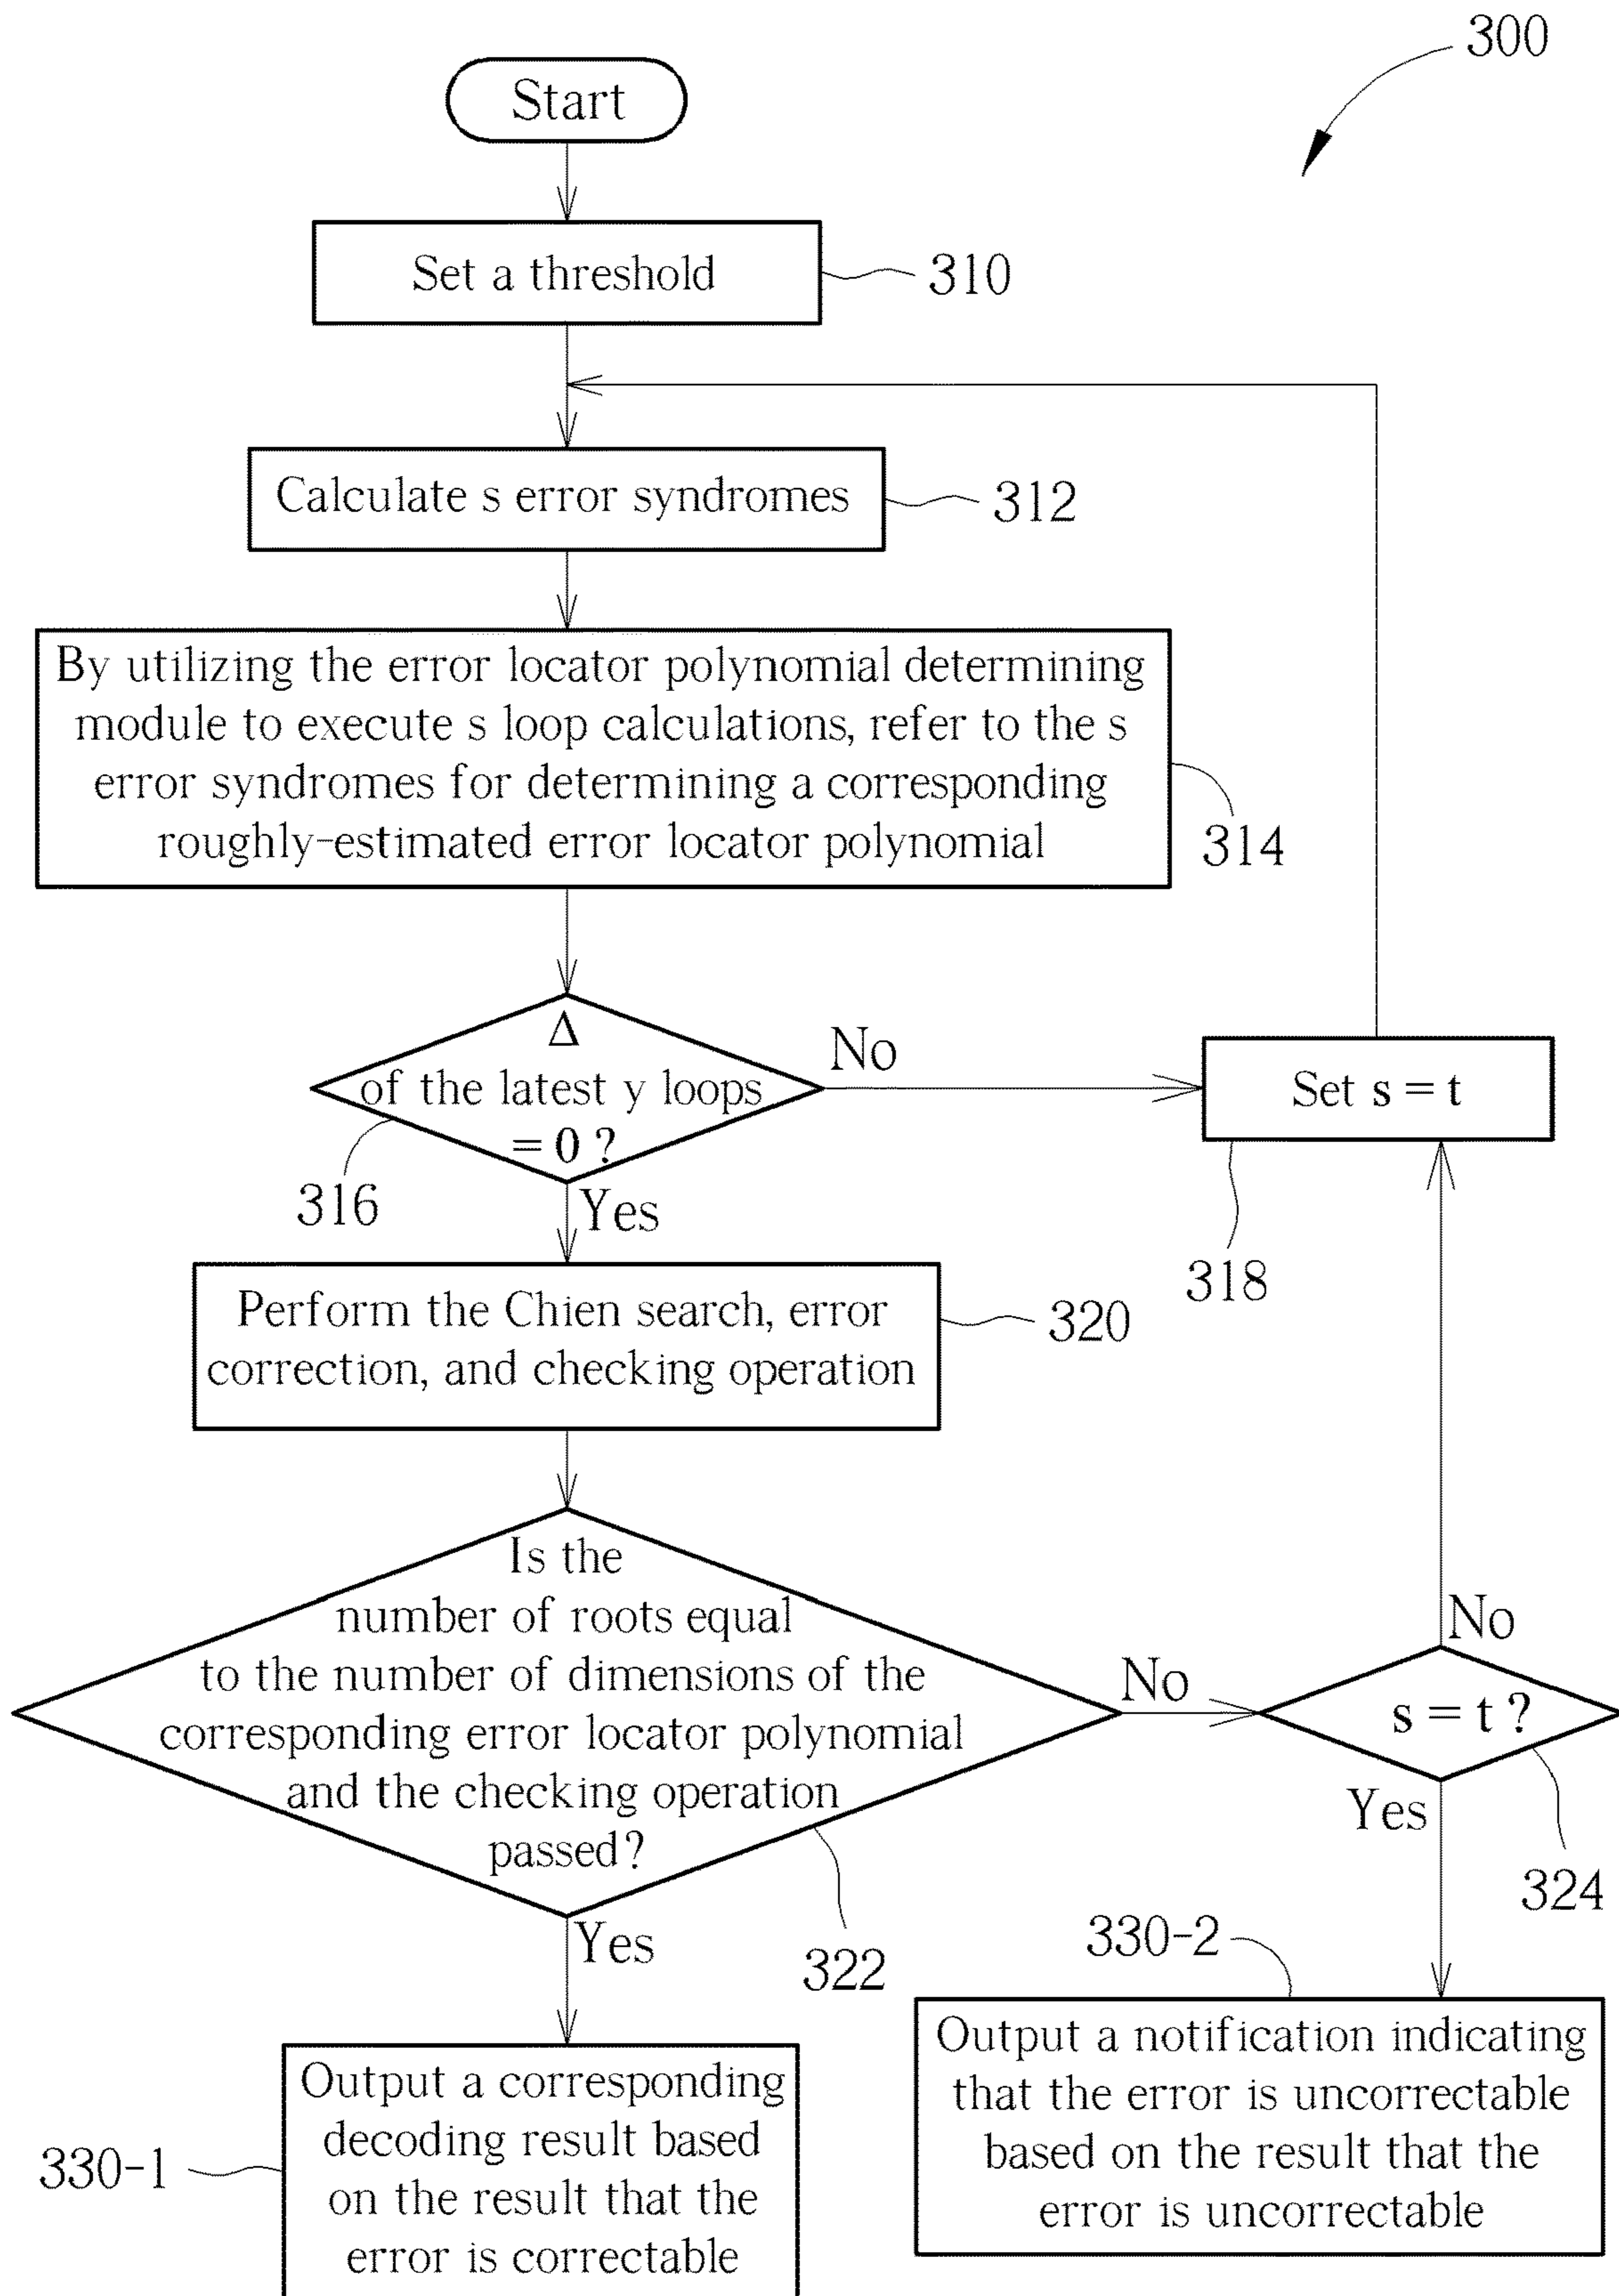 300
Start
Set a threshold
310
Calculate s error syndromes
312
By utilizing the error locator polynomial determining
module to execute s loop calculations, refer to the s
error syndromes for determining a corresponding
roughly-estimated error locator polynomial
314
Δ
of the latest y loops
= 0 ?
316
No
Yes
Set s = t
318
Perform the Chien search, error
correction, and checking operation
320
Is the
number of roots equal
to the number of dimensions of the
corresponding error locator polynomial
and the checking operation
passed?
322
No
Yes
s = t ?
324
No
Yes
330-1
Output a corresponding
decoding result based
on the result that the
error is correctable
330-2
Output a notification indicating
that the error is uncorrectable
based on the result that the
error is uncorrectable